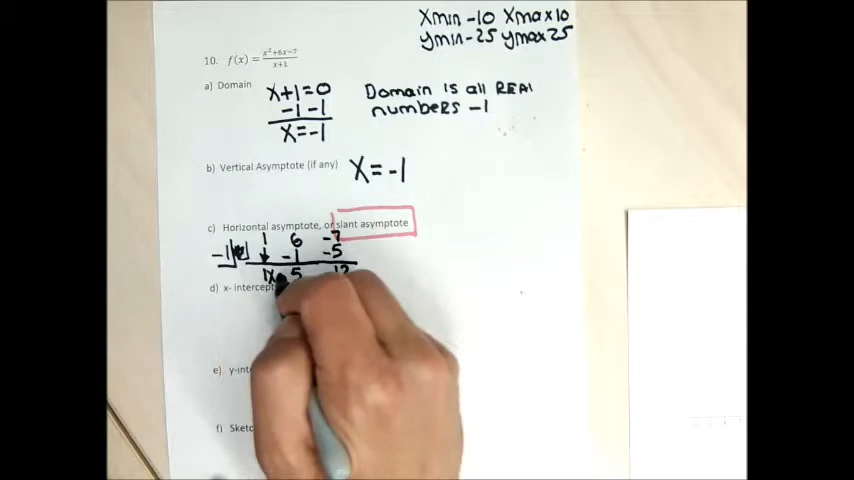 Xmin -10 Xmax 10
ymin -25 ymax 25
10. f(x) = x²+6x−7 / x+1
a) Domain
x+1=0
-1 -1
x=-1
Domain is all REAl
numbers -1
b) Vertical Asymptote (if any)
X=-1
c) Horizontal asymptote, or slant asymptote
1 6 -7
-1 -1 -5
1x 5
d) x- intercept
e) y-inte
f) Sketc